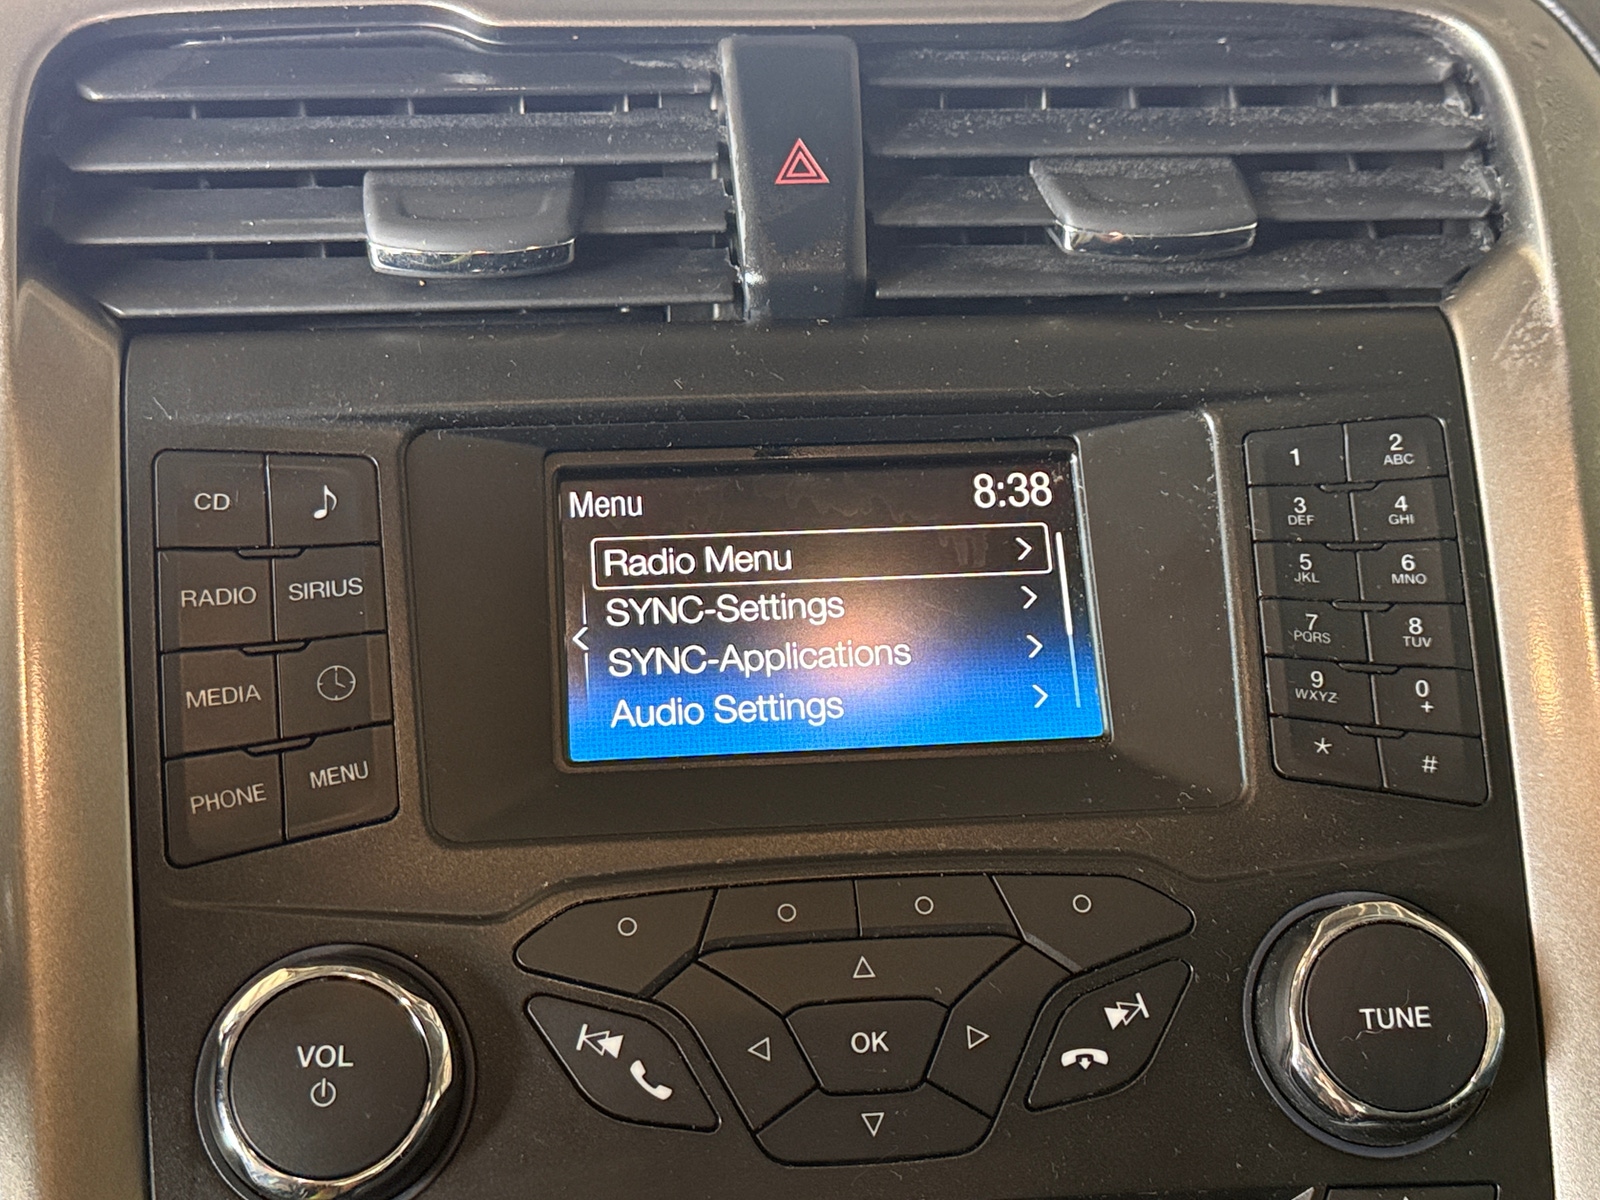 Menu 8:38
Radio Menu
SYNC-Settings
SYNC-Applications
Audio Settings
CD
RADIO SIRIUS
MEDIA
PHONE MENU
1 2 ABC
3 DEF 4 GHI
5 JKL 6 MNO
7 PQRS 8 TUV
9 WXYZ 0 +
* #
VOL
OK
TUNE